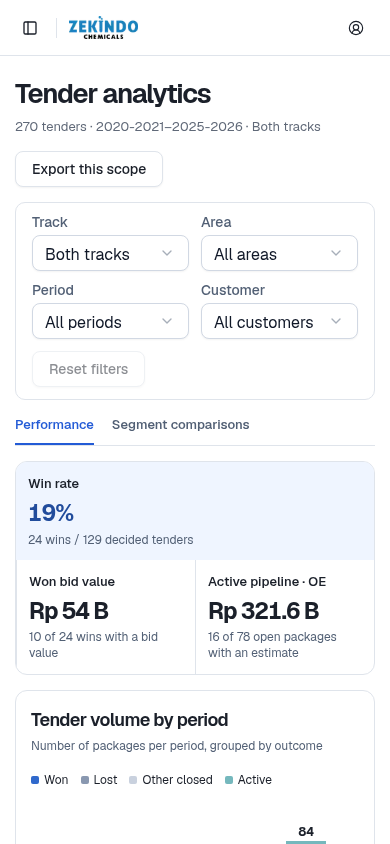 ZEKÌNDO
CHEMICALS
Tender analytics
270 tenders · 2020-2021–2025-2026 · Both tracks
Export this scope
Track
Area
Both tracks
All areas
Period
Customer
All periods
All customers
Reset filters
Performance
Segment comparisons
Win rate
19%
24 wins / 129 decided tenders
Won bid value
Rp 54 B
10 of 24 wins with a bid
value
Active pipeline · OE
Rp 321.6 B
16 of 78 open packages
with an estimate
Tender volume by period
Number of packages per period, grouped by outcome
Won Lost Other closed Active
84